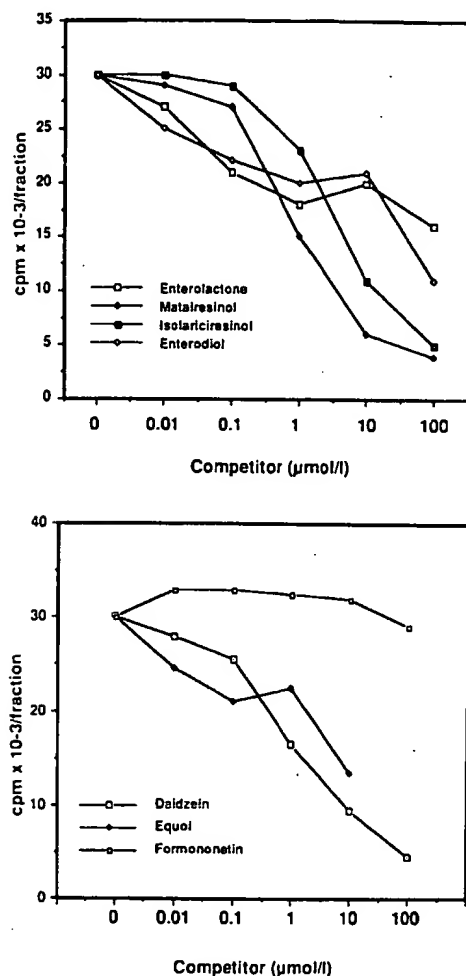 cpm x 10-3/fraction
35
30
25
20
15
10
5
0
Enterolactone
Matairesinol
Isolariciresinol
Enterodiol
0 0.01 0.1 1 10 100
Competitor (µmol/l)
cpm x 10-3/fraction
40
30
20
10
0
Daidzein
Equol
Formononetin
0 0.01 0.1 1 10 100
Competitor (µmol/l)